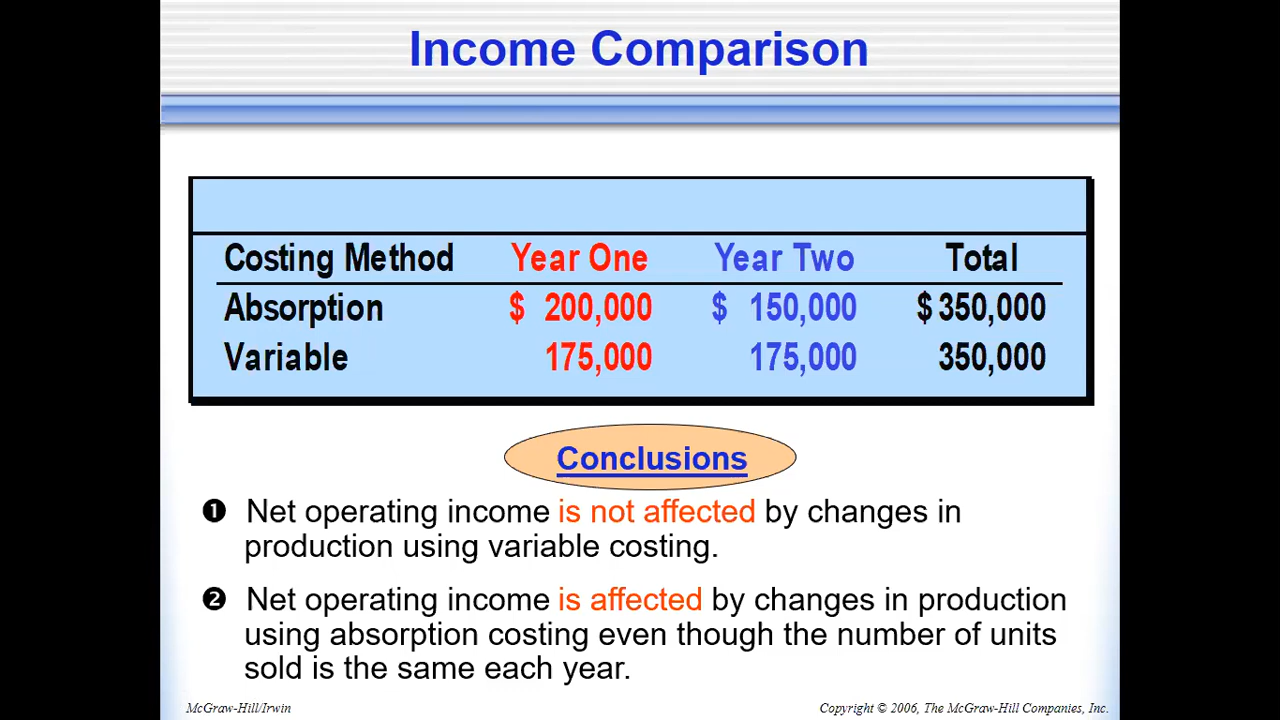 Income Comparison
Costing Method Year One Year Two Total
Absorption $ 200,000 $ 150,000 $ 350,000
Variable 175,000 175,000 350,000
Conclusions
❶ Net operating income is not affected by changes in
production using variable costing.
❷ Net operating income is affected by changes in production
using absorption costing even though the number of units
sold is the same each year.
McGraw-Hill/Irwin Copyright © 2006, The McGraw-Hill Companies, Inc.